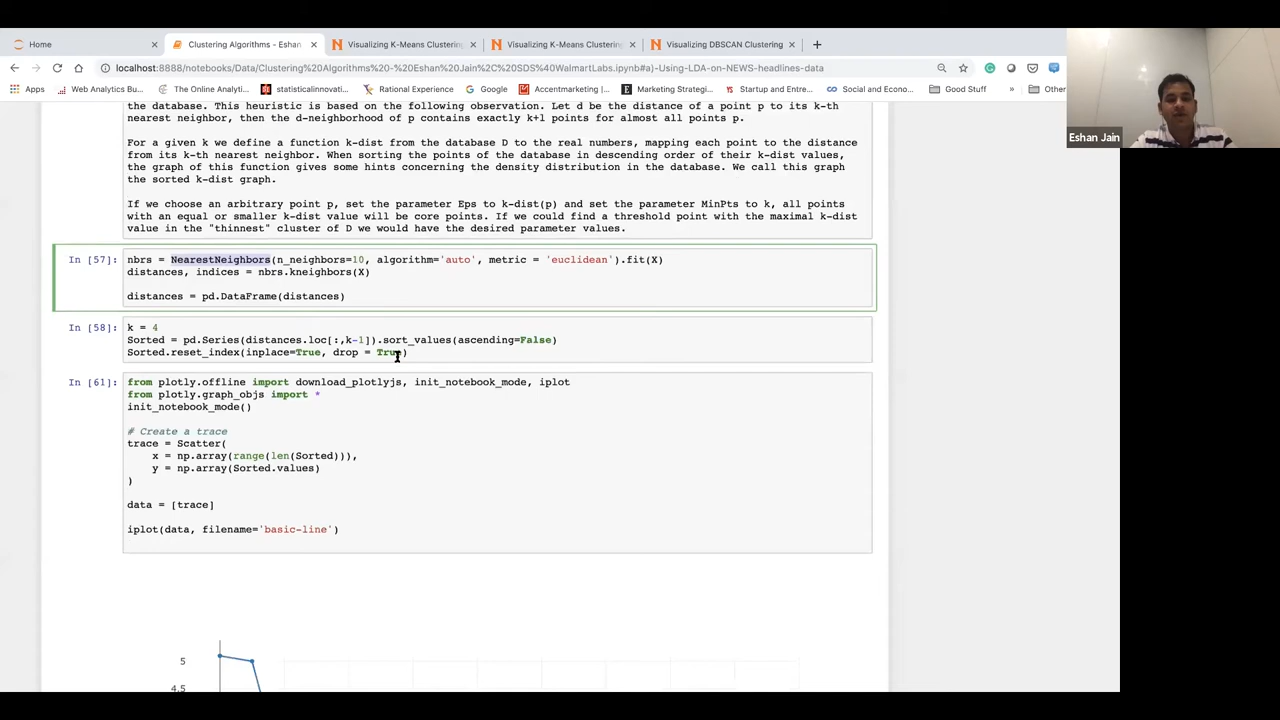 Home
Clustering Algorithms - Eshan
Visualizing K-Means Clustering
Visualizing K-Means Clustering
Visualizing DBSCAN Clustering
localhost:8888/notebooks/Data/Clustering%20Algorithms%20-%20Eshan%20Jain%2C%20SDS%40WalmartLabs.ipynb#a)-Using-LDA-on-NEWS-headlines-data
Apps
Web Analytics Bu...
The Online Analytic...
statisticalinnovati...
Rational Experience
Google
Accentmarketing |...
Marketing Strategi...
Startup and Entre...
Social and Econo...
Good Stuff
»
Other
Eshan Jain
the database. This heuristic is based on the following observation. Let d be the distance of a point p to its k-th
nearest neighbor, then the d-neighborhood of p contains exactly k+1 points for almost all points p.
For a given k we define a function k-dist from the database D to the real numbers, mapping each point to the distance
from its k-th nearest neighbor. When sorting the points of the database in descending order of their k-dist values,
the graph of this function gives some hints concerning the density distribution in the database. We call this graph
the sorted k-dist graph.
If we choose an arbitrary point p, set the parameter Eps to k-dist(p) and set the parameter MinPts to k, all points
with an equal or smaller k-dist value will be core points. If we could find a threshold point with the maximal k-dist
value in the "thinnest" cluster of D we would have the desired parameter values.
In [57]: nbrs = NearestNeighbors(n_neighbors=10, algorithm='auto', metric = 'euclidean').fit(X)
distances, indices = nbrs.kneighbors(X)
distances = pd.DataFrame(distances)
In [58]: k = 4
Sorted = pd.Series(distances.loc[:,k-1]).sort_values(ascending=False)
Sorted.reset_index(inplace=True, drop = True)
In [61]: from plotly.offline import download_plotlyjs, init_notebook_mode, iplot
from plotly.graph_objs import *
init_notebook_mode()
# Create a trace
trace = Scatter(
x = np.array(range(len(Sorted))),
y = np.array(Sorted.values)
)
data = [trace]
iplot(data, filename='basic-line')
5
4.5